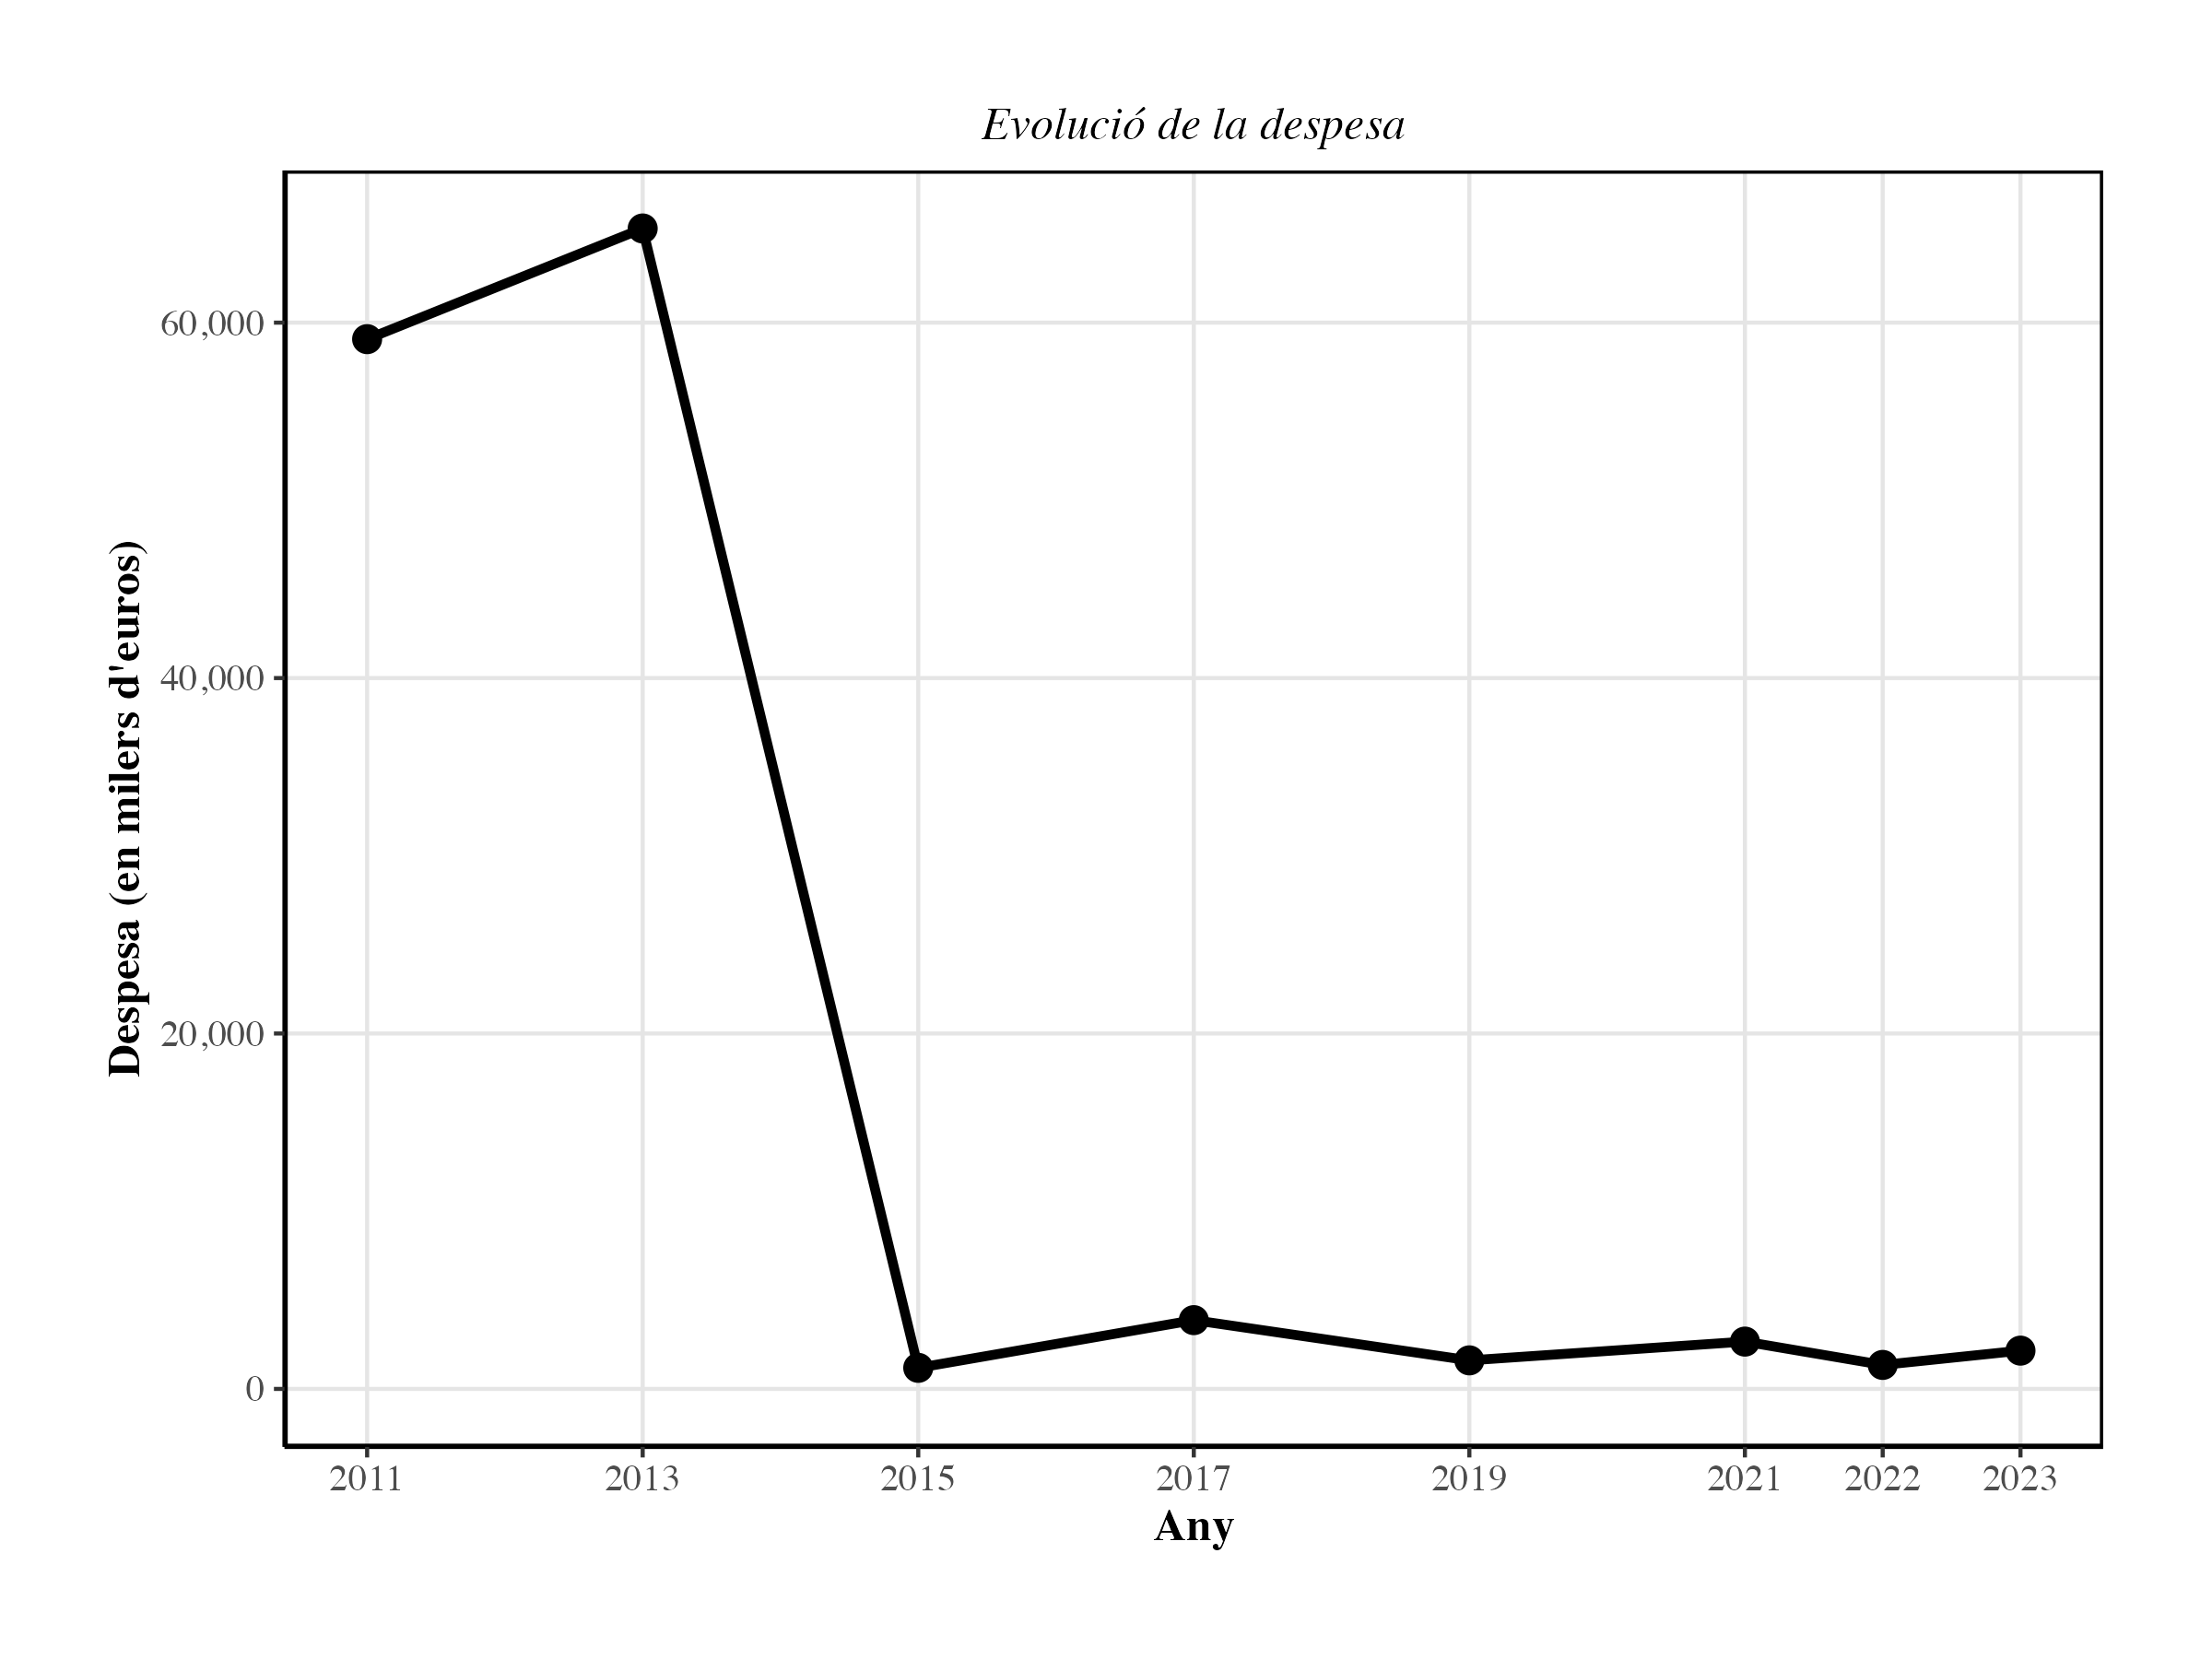 Evolució de la despesa
Despesa (en milers d'euros)
60,000
40,000
20,000
0
2011 2013 2015 2017 2019 2021 2022 2023
Any